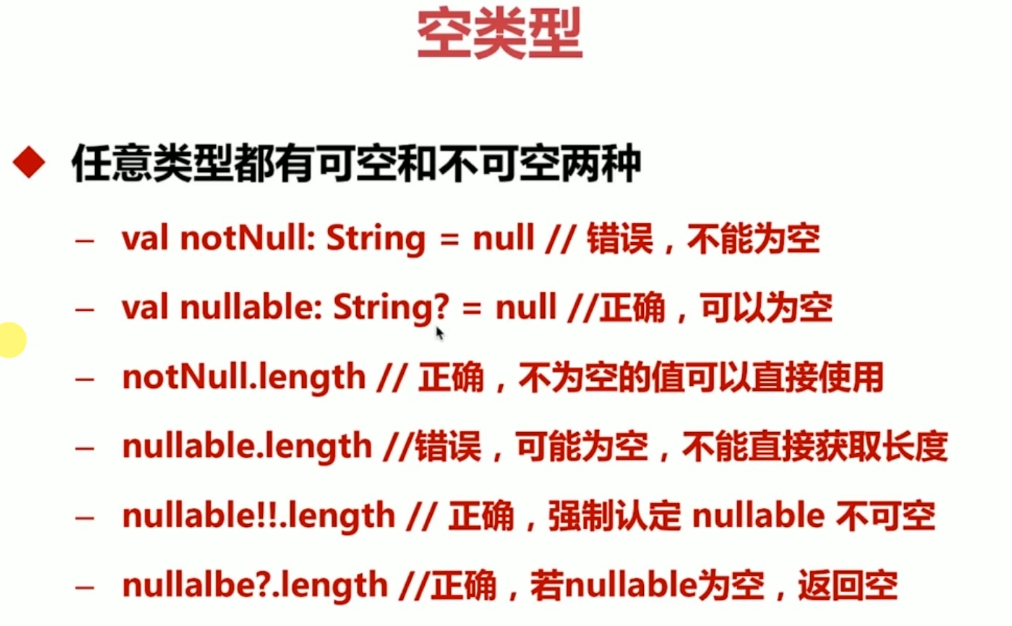 空类型
任意类型都有可空和不可空两种
– val notNull: String = null // 错误，不能为空
– val nullable: String? = null //正确，可以为空
– notNull.length // 正确，不为空的值可以直接使用
– nullable.length //错误，可能为空，不能直接获取长度
– nullable!!.length // 正确，强制认定 nullable 不可空
– nullalbe?.length //正确，若nullable为空，返回空